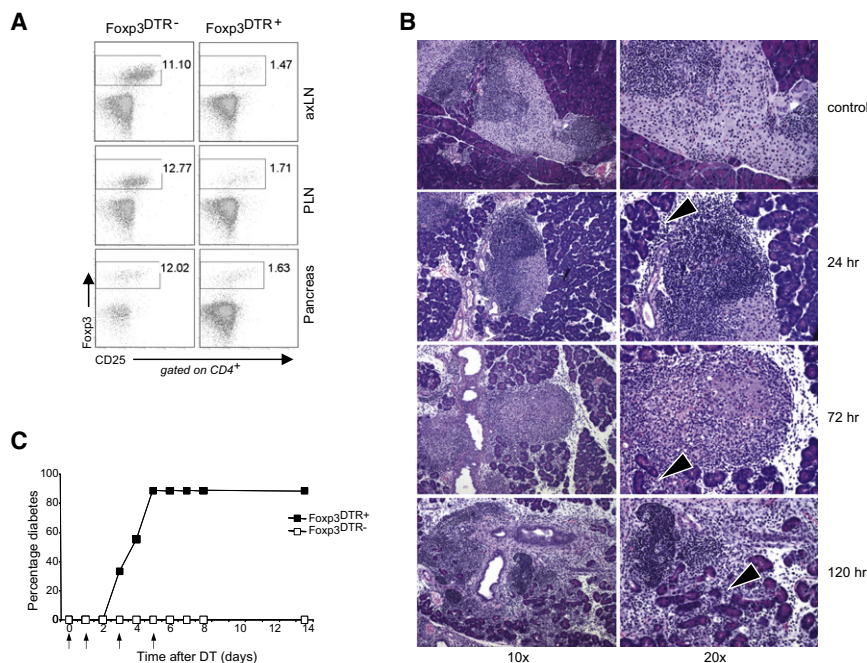 A
Foxp3DTR- Foxp3DTR+
11.10 1.47 axLN
12.77 1.71 PLN
12.02 1.63 Pancreas
Foxp3
CD25
gated on CD4+
B
control
24 hr
72 hr
120 hr
10x 20x
C
100
80
60
40
20
0
Percentage diabetes
Foxp3DTR+
Foxp3DTR-
0 2 4 6 8 10 12 14
Time after DT (days)